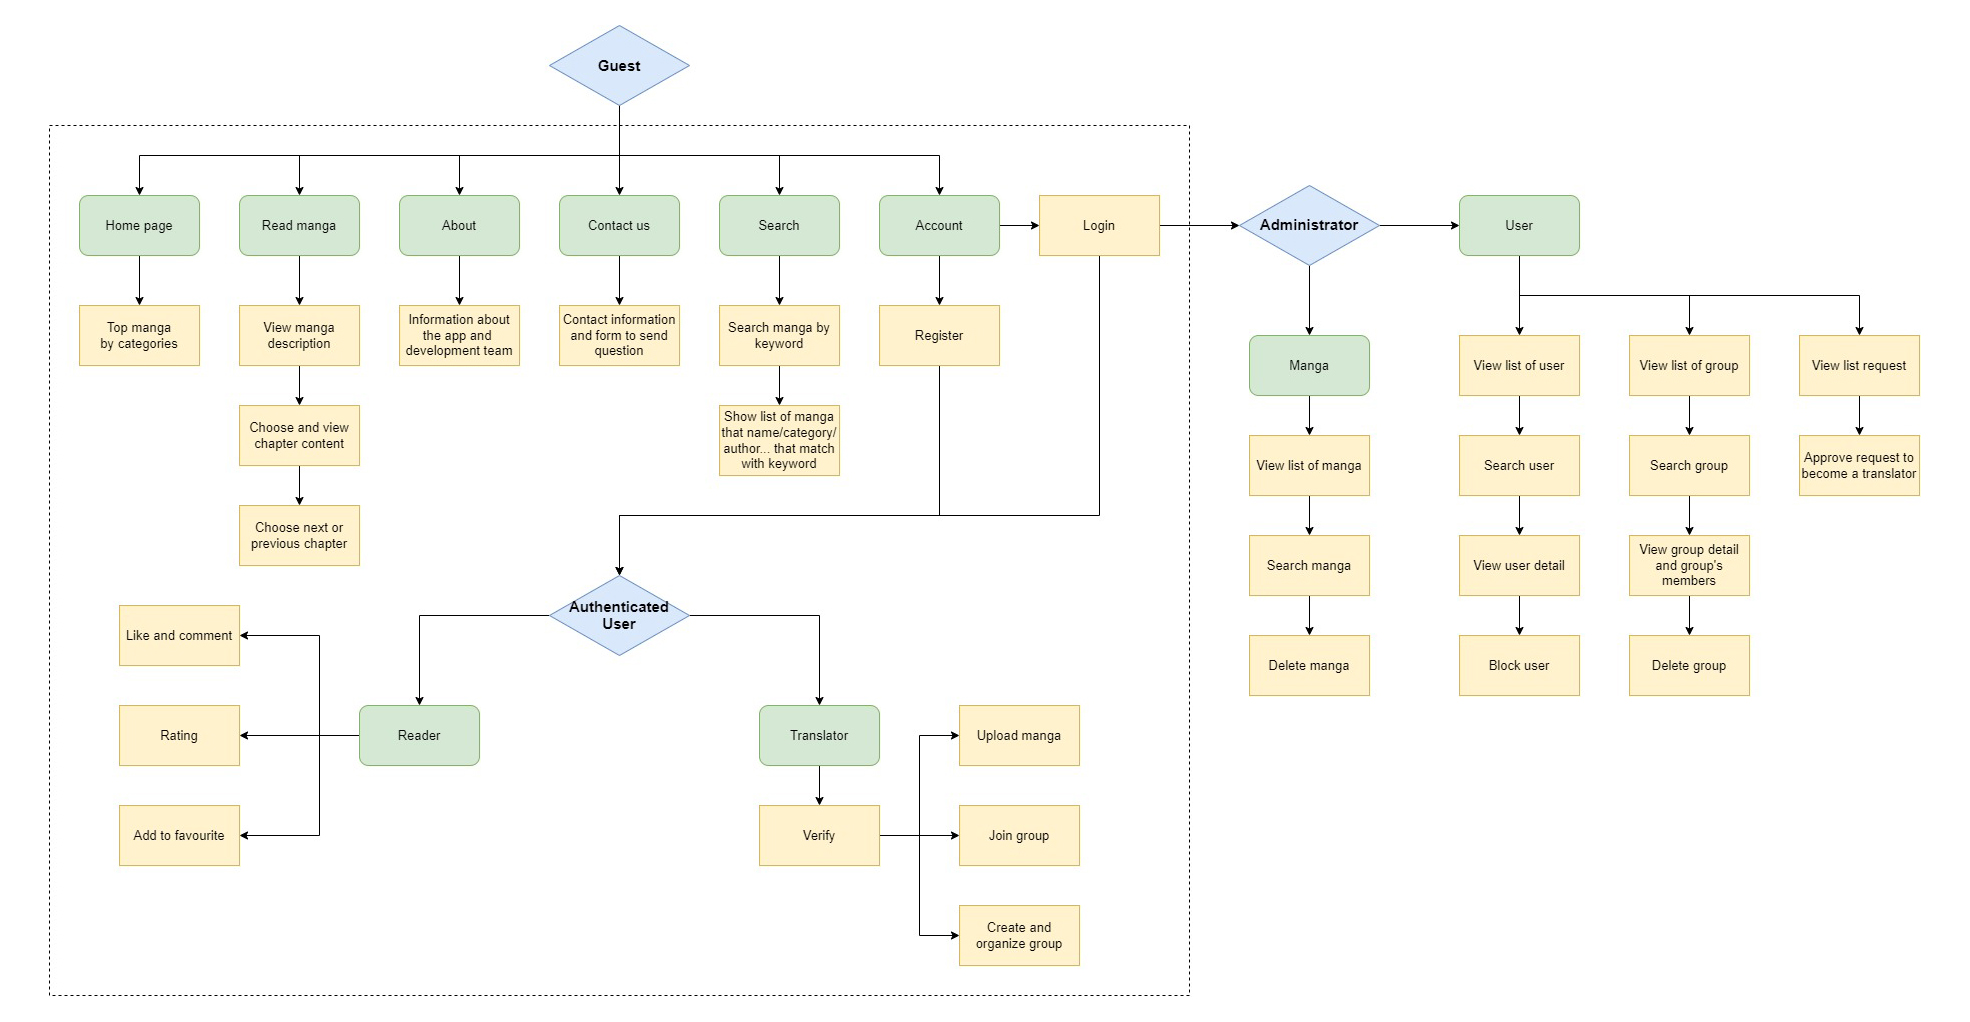 Guest
Home page
Read manga
About
Contact us
Search
Account
Login
Administrator
User
Top manga
by categories
View manga
description
Information about
the app and
development team
Contact information
and form to send
question
Search manga by
keyword
Register
Manga
View list of user
View list of group
View list request
Choose and view
chapter content
Show list of manga
that name/category/
author... that match
with keyword
View list of manga
Search user
Search group
Approve request to
become a translator
Choose next or
previous chapter
Search manga
View user detail
View group detail
and group's
members
Authenticated
User
Like and comment
Delete manga
Block user
Delete group
Rating
Reader
Translator
Upload manga
Add to favourite
Verify
Join group
Create and
organize group